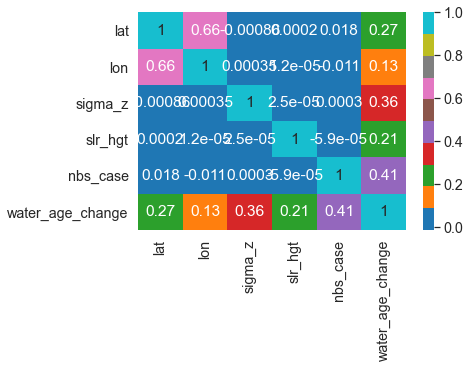 lat 1 0.66 -0.00086 0.0002 0.018 0.27
lon 0.66 1 0.00035 1.2e-05 -0.011 0.13
sigma_z -0.00086 0.00035 1 2.5e-05 0.0003 0.36
slr_hgt 0.0002 1.2e-05 2.5e-05 1 -5.9e-05 0.21
nbs_case 0.018 -0.011 0.0003 -5.9e-05 1 0.41
water_age_change 0.27 0.13 0.36 0.21 0.41 1
lat
lon
sigma_z
slr_hgt
nbs_case
water_age_change
1.0
0.8
0.6
0.4
0.2
0.0